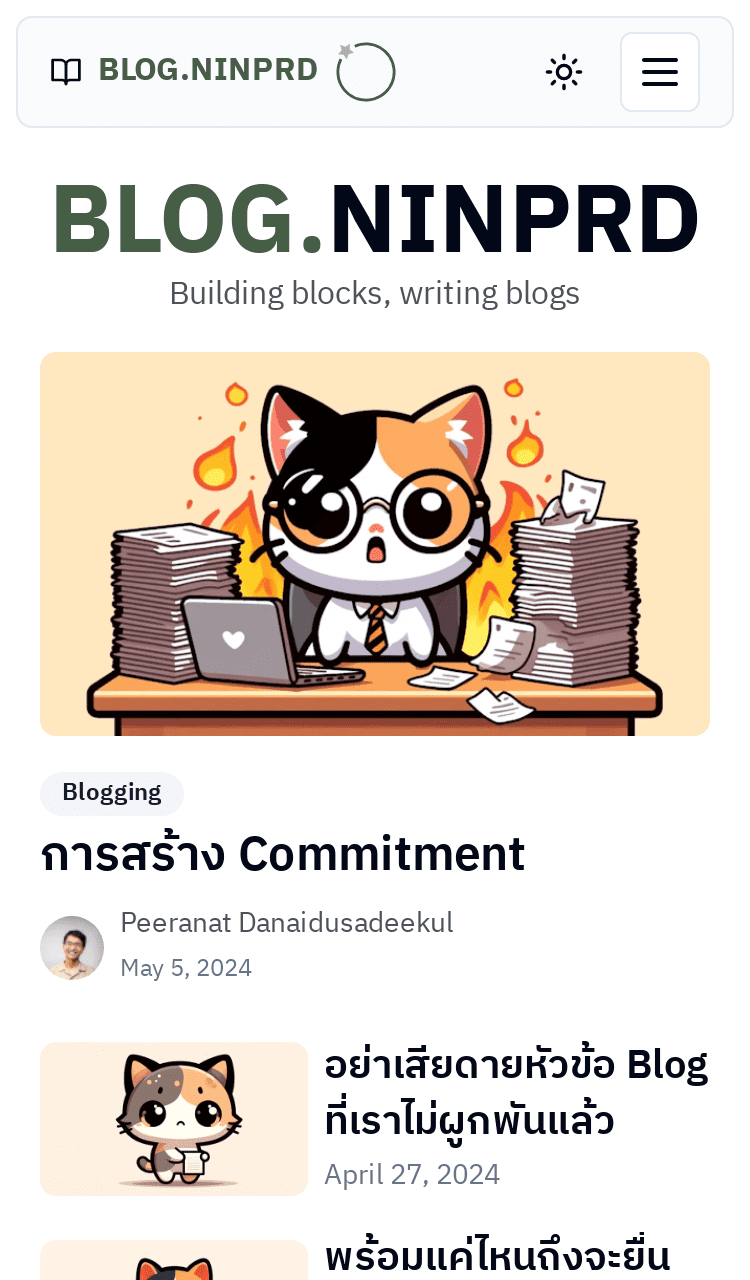 BLOG.NINPRD
BLOG.NINPRD
Building blocks, writing blogs
Blogging
การสร้าง Commitment
Peeranat Danaidusadeekul
May 5, 2024
อย่าเสียดายหัวข้อ Blog
ที่เราไม่ผูกพันแล้ว
April 27, 2024
พร้อมแค่ไหนถึงจะยื่น